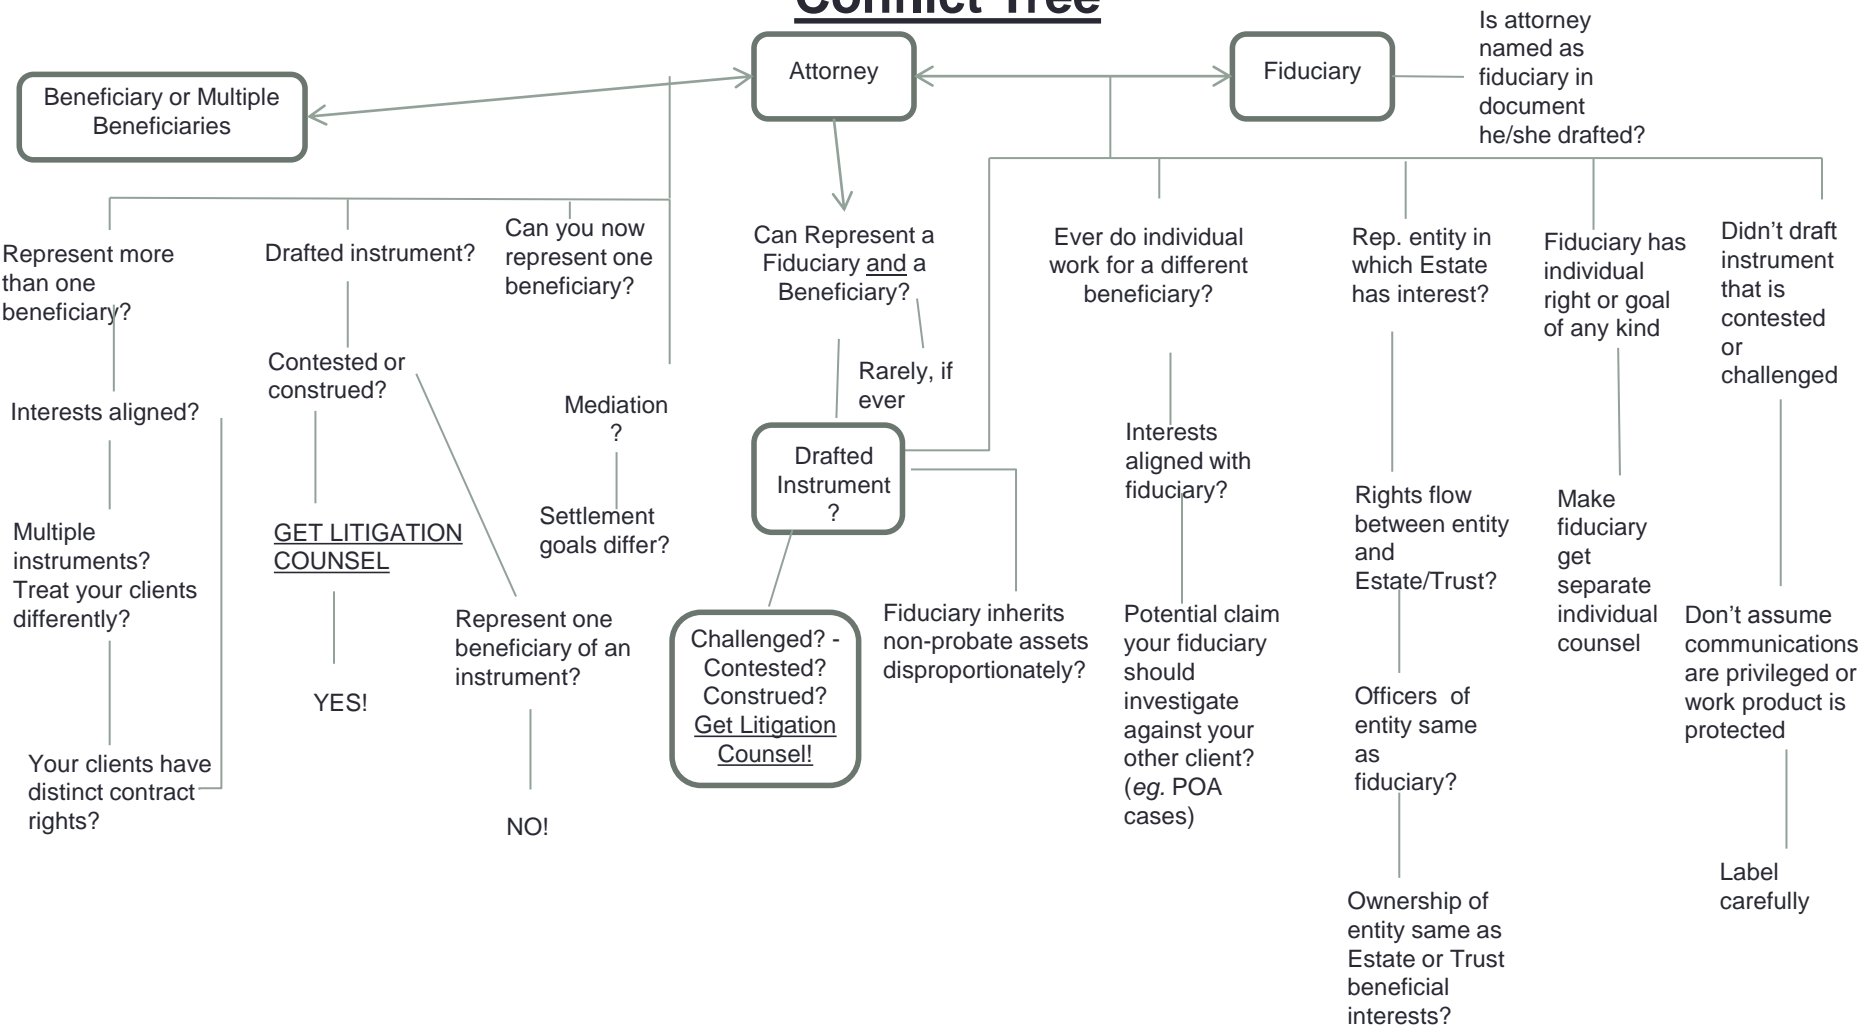 Conflict Tree
Attorney
Fiduciary
Is attorney
named as
fiduciary in
document
he/she drafted?
Beneficiary or Multiple
Beneficiaries
Represent more
than one
beneficiary?
Interests aligned?
Multiple
instruments?
Treat your clients
differently?
Your clients have
distinct contract
rights?
Drafted instrument?
Contested or
construed?
GET LITIGATION
COUNSEL
YES!
Represent one
beneficiary of an
instrument?
NO!
Can you now
represent one
beneficiary?
Mediation
?
Settlement
goals differ?
Can Represent a
Fiduciary and a
Beneficiary?
Rarely, if
ever
Drafted
Instrument
?
Challenged? -
Contested?
Construed?
Get Litigation
Counsel!
Fiduciary inherits
non-probate assets
disproportionately?
Ever do individual
work for a different
beneficiary?
Interests
aligned with
fiduciary?
Potential claim
your fiduciary
should
investigate
against your
other client?
(eg. POA
cases)
Rep. entity in
which Estate
has interest?
Rights flow
between entity
and
Estate/Trust?
Officers of
entity same
as
fiduciary?
Ownership of
entity same as
Estate or Trust
beneficial
interests?
Fiduciary has
individual
right or goal
of any kind
Make
fiduciary
get
separate
individual
counsel
Didn’t draft
instrument
that is
contested
or
challenged
Don’t assume
communications
are privileged or
work product is
protected
Label
carefully